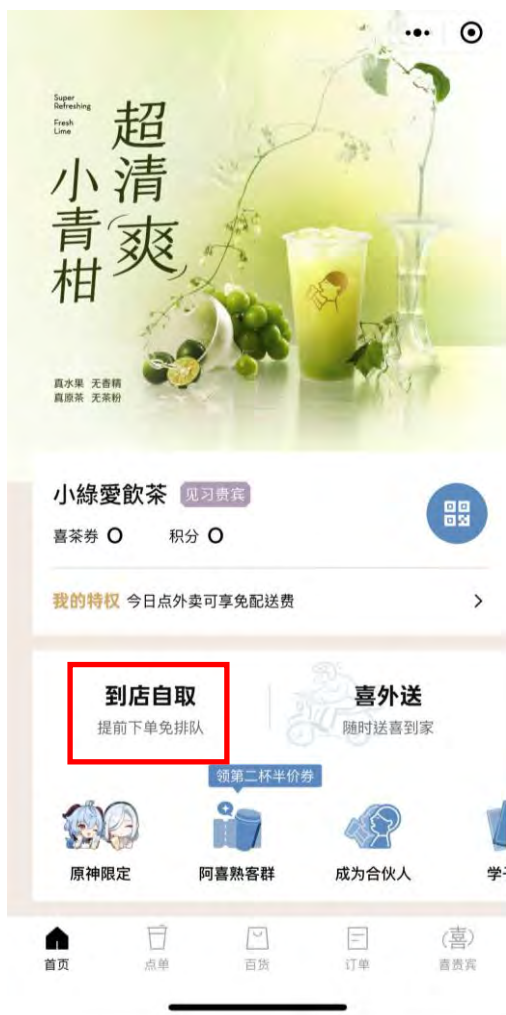 Super
Refreshing
Fresh
Lime
超清爽
小青柑
真水果 无香精
真原茶 无茶粉
小綠愛飲茶 见习贵宾
喜茶券 0 积分 0
我的特权 今日点外卖可享免配送费
到店自取 喜外送
提前下单免排队 随时送喜到家
领第二杯半价券
原神限定 阿喜熟客群 成为合伙人 学
首页 点单 百货 订单 (喜)
喜贵宾